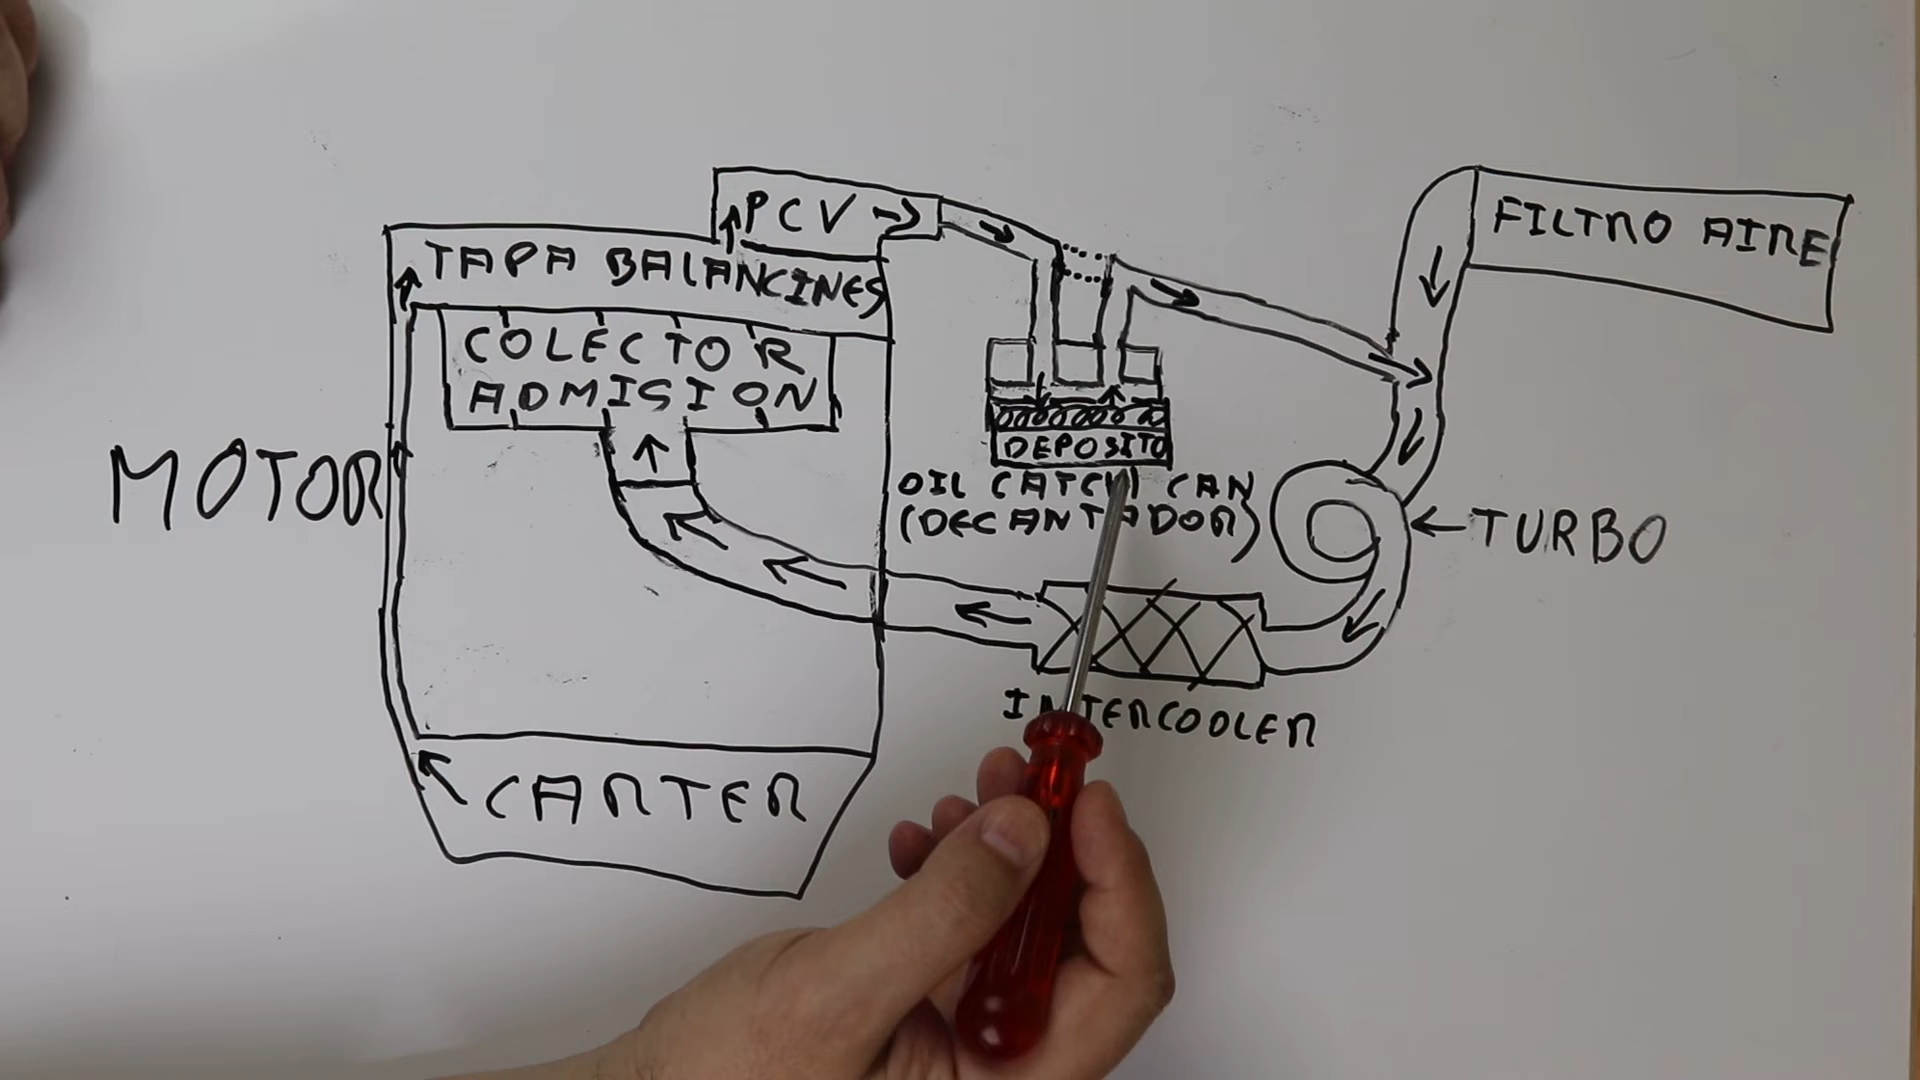 PCV
TAPA BALANCINES
COLECTOR
ADMISION
MOTOR
CARTER
DEPOSITO
OIL CATCH CAN
(DECANTADOR)
INTERCOOLER
FILTRO AIRE
TURBO